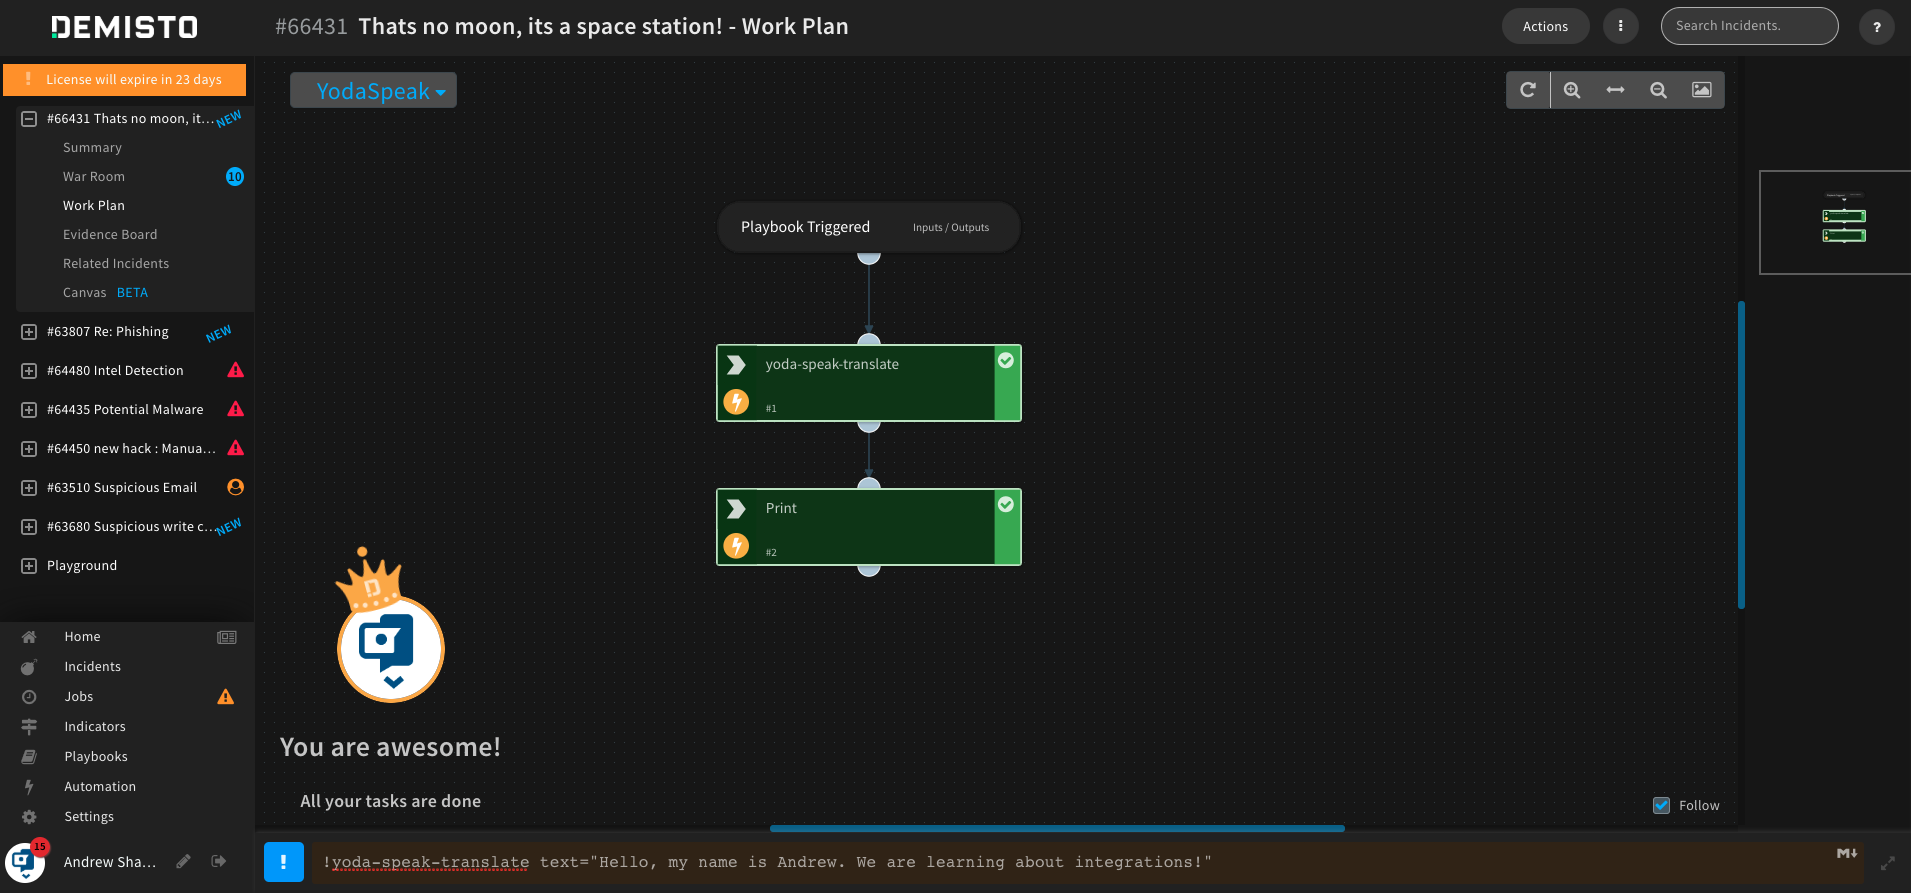 DEMISTO
#66431 Thats no moon, its a space station! - Work Plan
Actions
Search Incidents.
?
! License will expire in 23 days
#66431 Thats no moon, it... NEW
Summary
War Room 10
Work Plan
Evidence Board
Related Incidents
Canvas BETA
#63807 Re: Phishing NEW
#64480 Intel Detection
#64435 Potential Malware
#64450 new hack : Manua...
#63510 Suspicious Email
#63680 Suspicious write c... NEW
Playground
Home
Incidents
Jobs
Indicators
Playbooks
Automation
Settings
15
Andrew Sha...
YodaSpeak
Playbook Triggered Inputs / Outputs
yoda-speak-translate
#1
Print
#2
D
You are awesome!
All your tasks are done
Follow
! !yoda-speak-translate text="Hello, my name is Andrew. We are learning about integrations!"
M